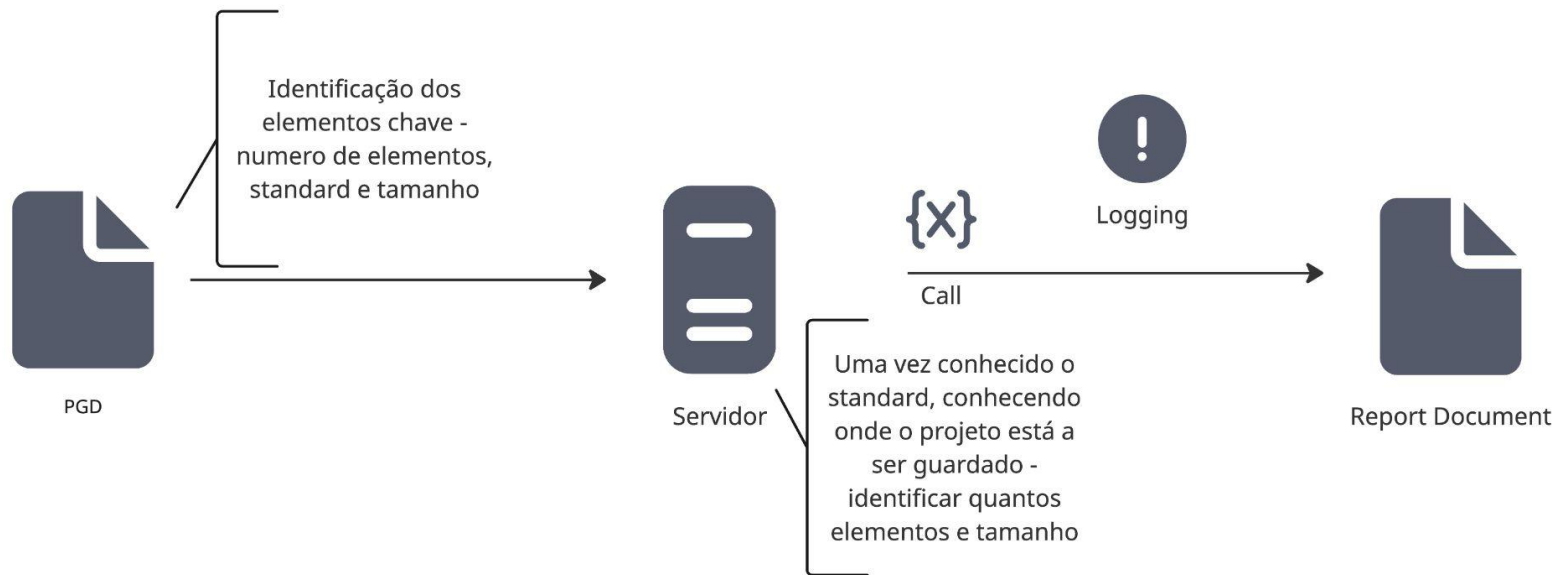 Identificação dos
elementos chave -
numero de elementos,
standard e tamanho
PGD
Servidor
{x}
Call
Logging
Uma vez conhecido o
standard, conhecendo
onde o projeto está a
ser guardado -
identificar quantos
elementos e tamanho
Report Document